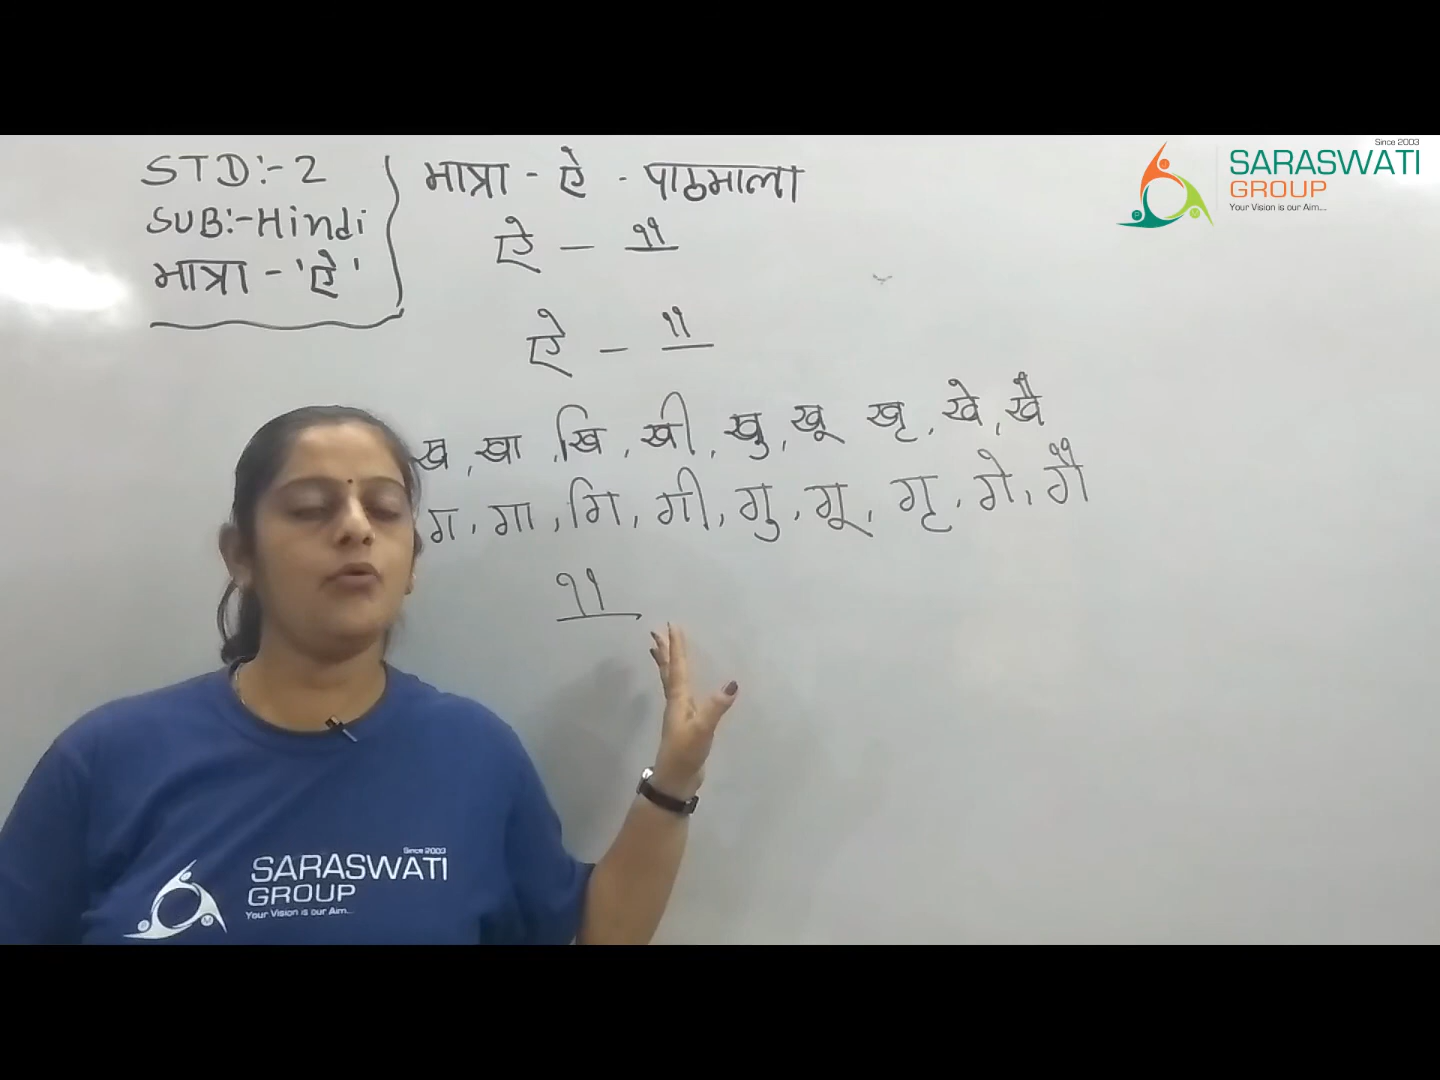 STD:-2
SUB:-Hindi
मात्रा - 'ऐ'
मात्रा - ऐ - पाठमाला
ऐ - ै
ऐ - ै
ख, खा, खि, खी, खु, खू खृ, खे, खै
ग, गा, गि, गी, गु, गू, गृ, गे, गै
ै
Since 2003
SARASWATI
GROUP
Your Vision is our Aim...
Since 2003
SARASWATI
GROUP
Your Vision is our Aim...